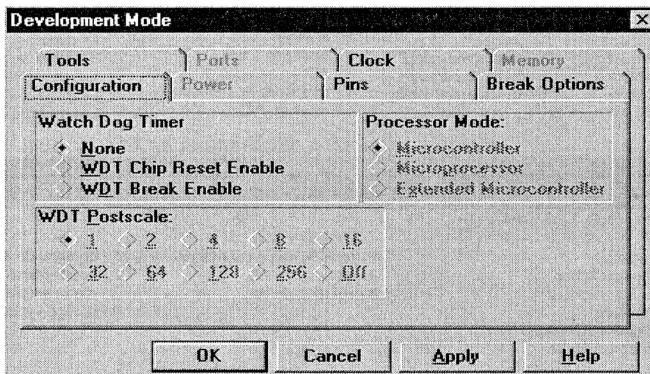 Development Mode
Tools Ports Clock Memory
Configuration Power Pins Break Options
Watch Dog Timer Processor Mode:
None Microcontroller
WDT Chip Reset Enable Microprocessor
WDT Break Enable Extended Microcontroller
WDT Postscale:
1 2 4 8 16
32 64 128 256 Off
OK Cancel Apply Help